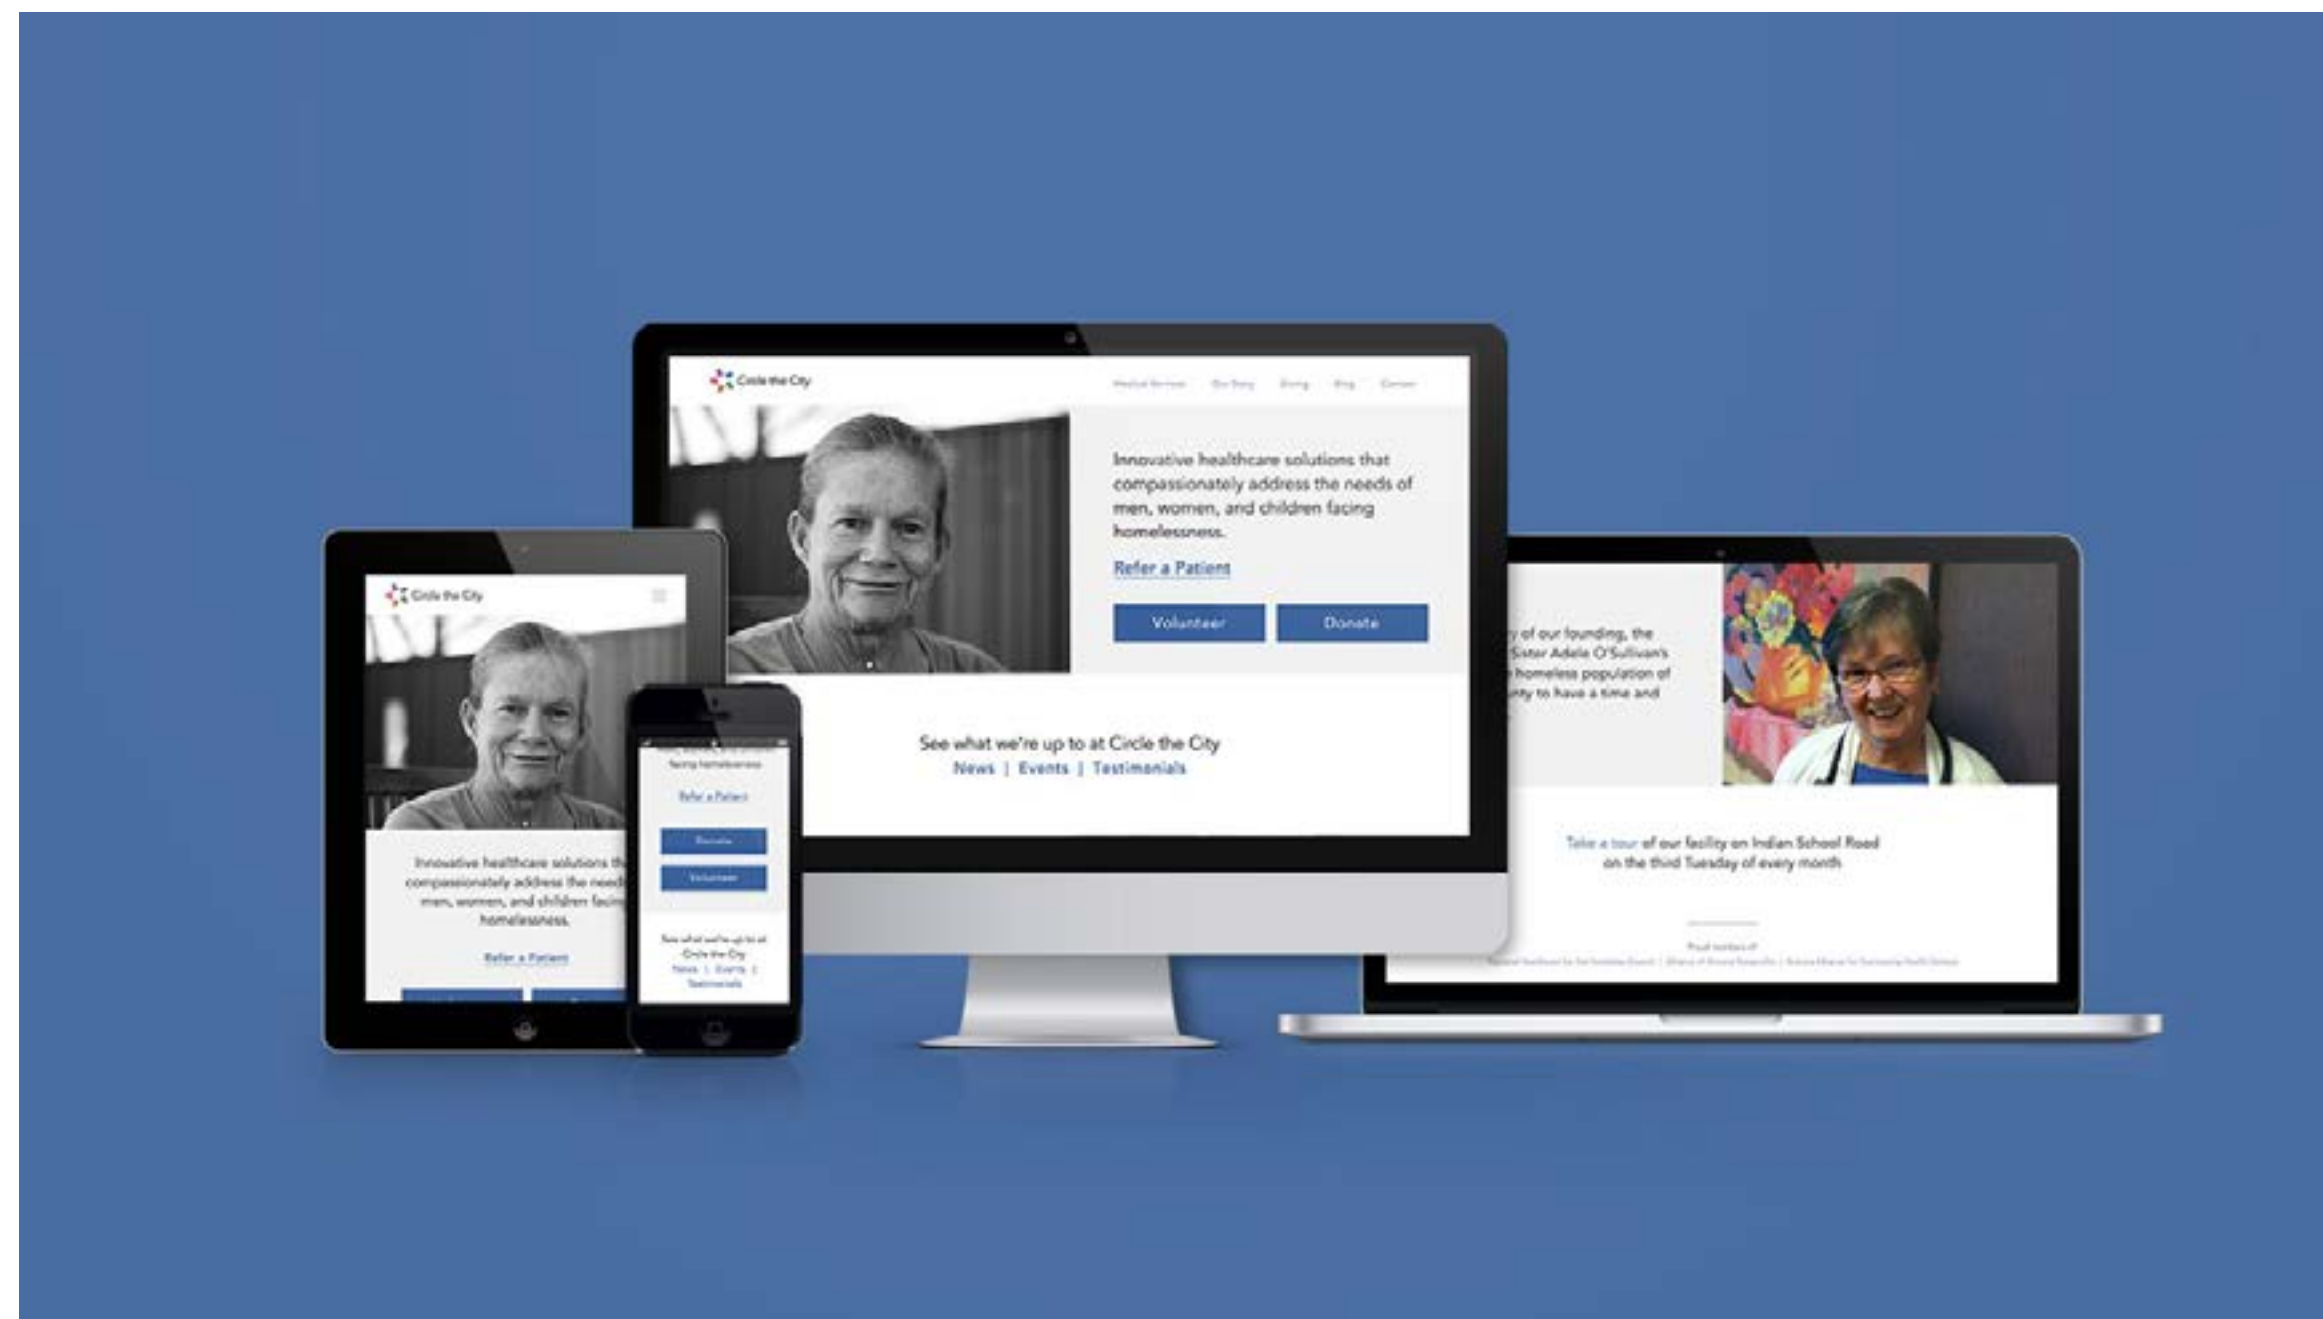 Circle the City
Our Story Giving Blog Contact
Innovative healthcare solutions that
compassionately address the needs of
men, women, and children facing
homelessness.
Refer a Patient
Volunteer Donate
See what we're up to at Circle the City
News | Events | Testimonials
Circle the City
Innovative healthcare solutions
compassionately address the
men, women, and children
homelessness.
Refer a Patient
facing homelessness
Refer a Patient
Donate
Volunteer
See what we're up to at
Circle the City
News | Events |
Testimonials
of our founding, the
Sister Adele O'Sullivan's
homeless population of
to have a time and
Take a tour of our facility on Indian School Road
on the third Tuesday of every month